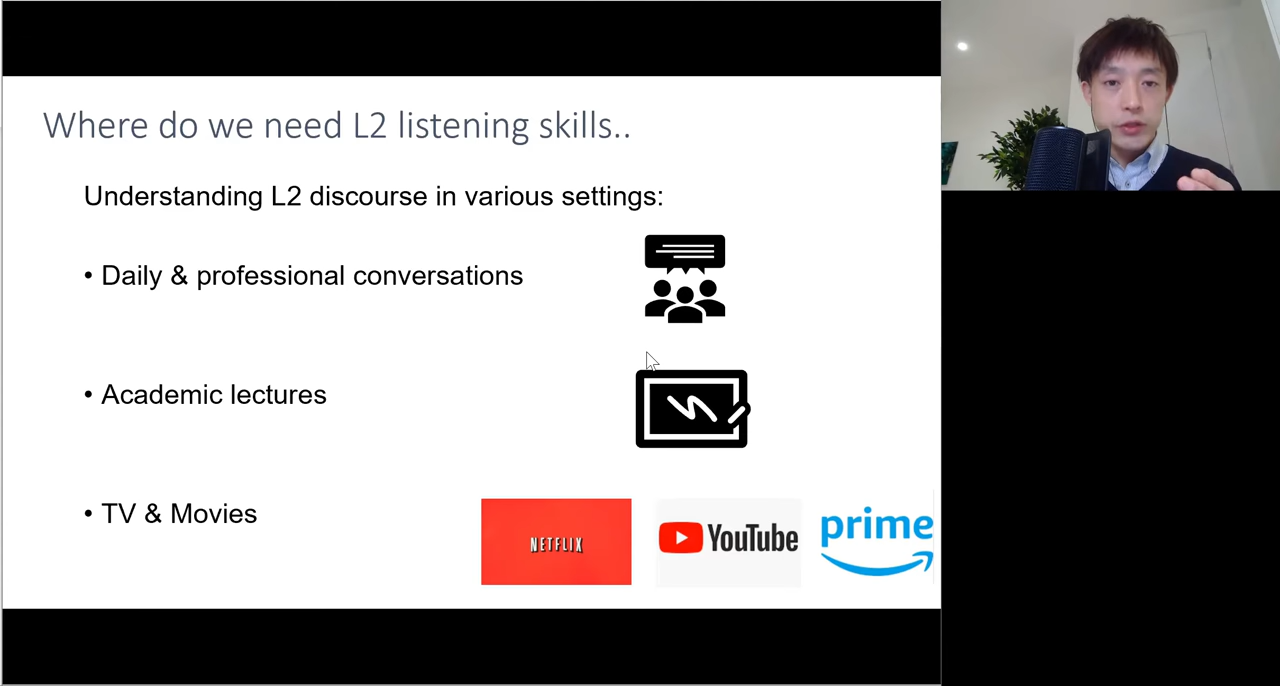 Where do we need L2 listening skills..
Understanding L2 discourse in various settings:
• Daily & professional conversations
• Academic lectures
• TV & Movies
NETFLIX
YouTube
prime